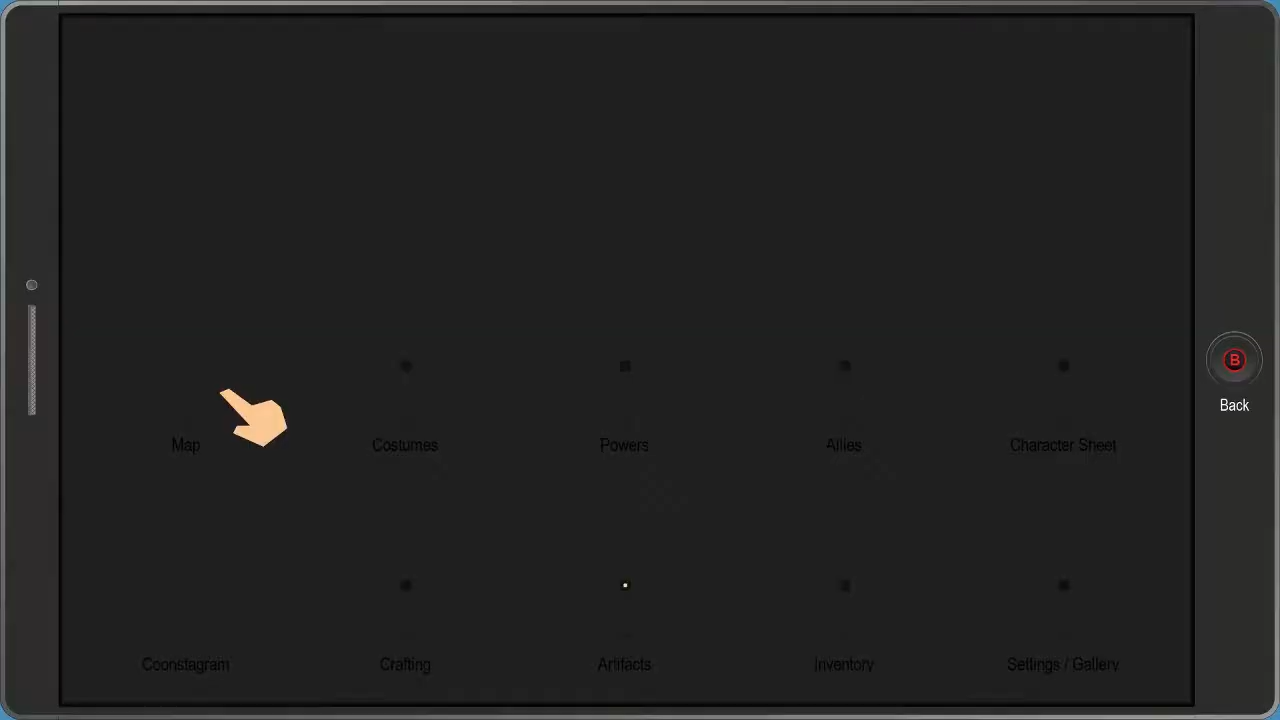 B
Back
Map
Costumes
Powers
Allies
Character Sheet
Coonstagram
Crafting
Artifacts
Inventory
Settings / Gallery